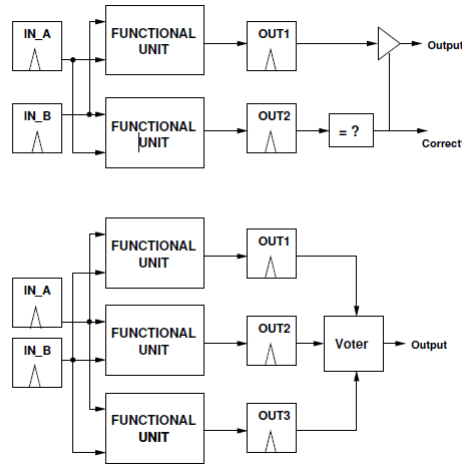 IN_A
FUNCTIONAL
UNIT
OUT1
Output
IN_B
FUNCTIONAL
UNIT
OUT2
= ?
Correct?
FUNCTIONAL
UNIT
OUT1
IN_A
FUNCTIONAL
UNIT
OUT2
Voter
Output
IN_B
FUNCTIONAL
UNIT
OUT3